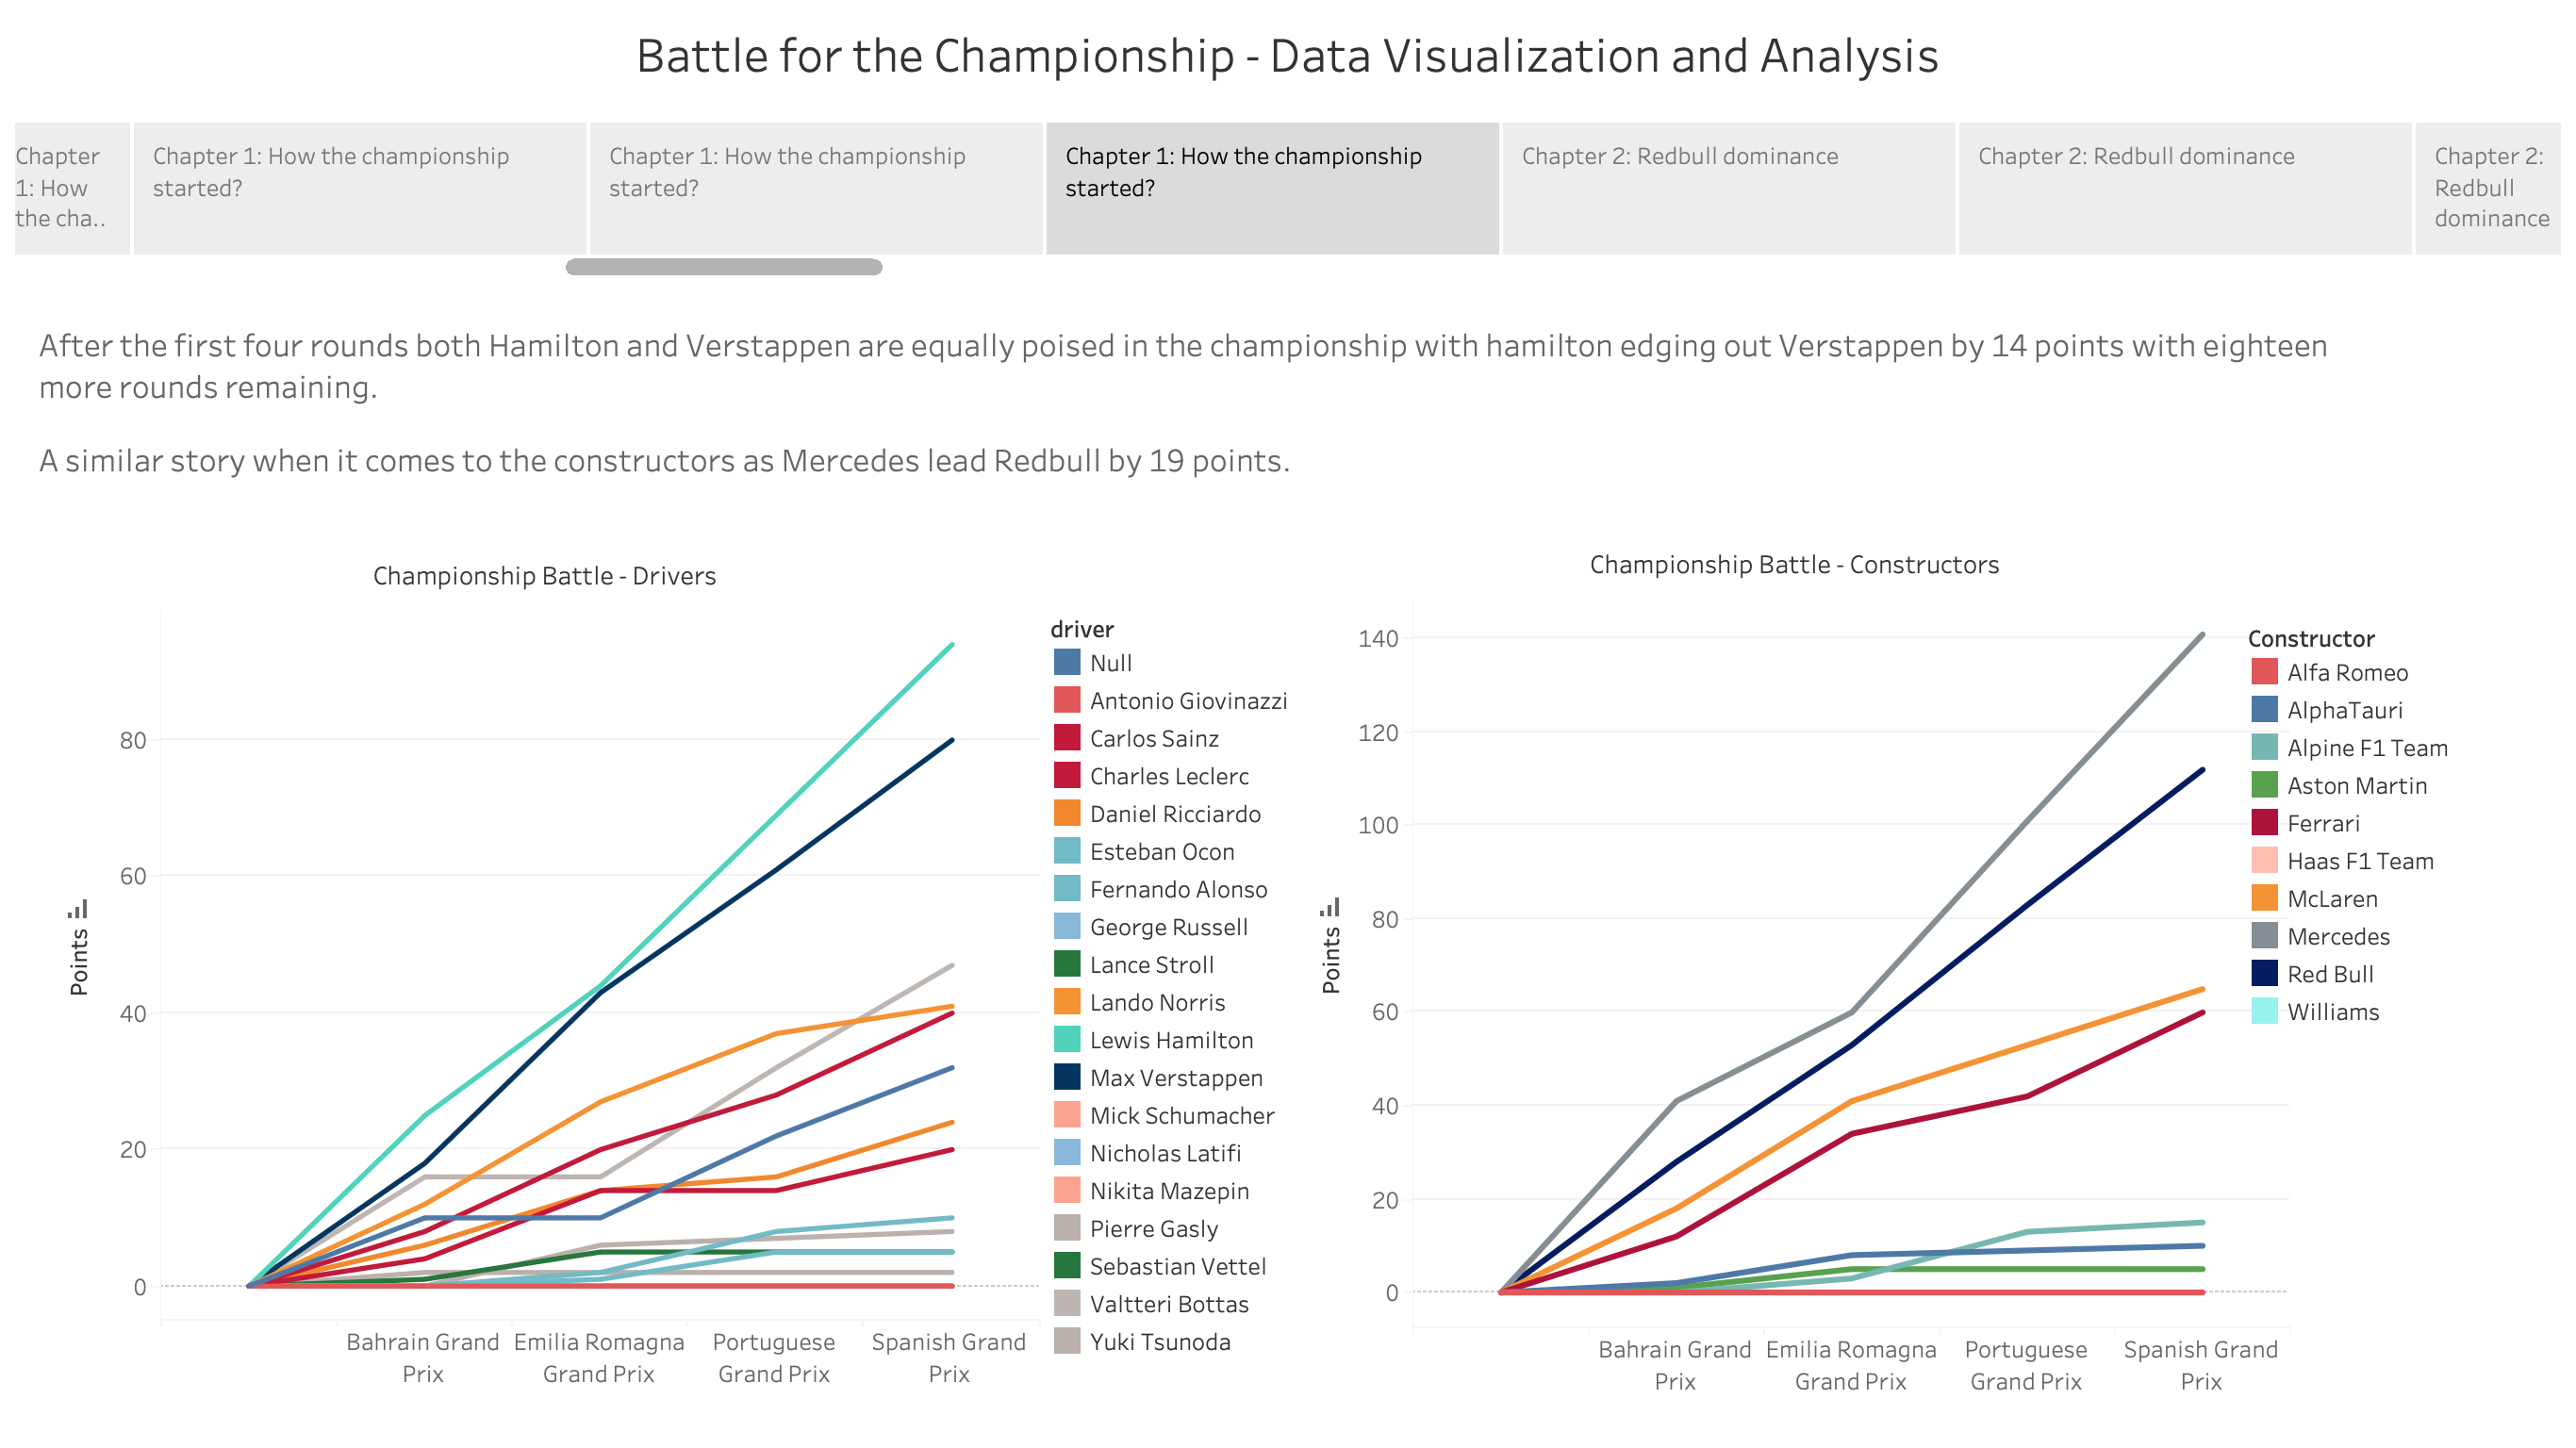 Battle for the Championship - Data Visualization and Analysis
Chapter
1: How
the cha..
Chapter 1: How the championship
started?
Chapter 1: How the championship
started?
Chapter 1: How the championship
started?
Chapter 2: Redbull dominance
Chapter 2: Redbull dominance
Chapter 2:
Redbull
dominance
After the first four rounds both Hamilton and Verstappen are equally poised in the championship with hamilton edging out Verstappen by 14 points with eighteen
more rounds remaining.
A similar story when it comes to the constructors as Mercedes lead Redbull by 19 points.
Championship Battle - Drivers
Points
80
60
40
20
0
Bahrain Grand
Prix
Emilia Romagna
Grand Prix
Portuguese
Grand Prix
Spanish Grand
Prix
driver
Null
Antonio Giovinazzi
Carlos Sainz
Charles Leclerc
Daniel Ricciardo
Esteban Ocon
Fernando Alonso
George Russell
Lance Stroll
Lando Norris
Lewis Hamilton
Max Verstappen
Mick Schumacher
Nicholas Latifi
Nikita Mazepin
Pierre Gasly
Sebastian Vettel
Valtteri Bottas
Yuki Tsunoda
Championship Battle - Constructors
Points
140
120
100
80
60
40
20
0
Bahrain Grand
Prix
Emilia Romagna
Grand Prix
Portuguese
Grand Prix
Spanish Grand
Prix
Constructor
Alfa Romeo
AlphaTauri
Alpine F1 Team
Aston Martin
Ferrari
Haas F1 Team
McLaren
Mercedes
Red Bull
Williams